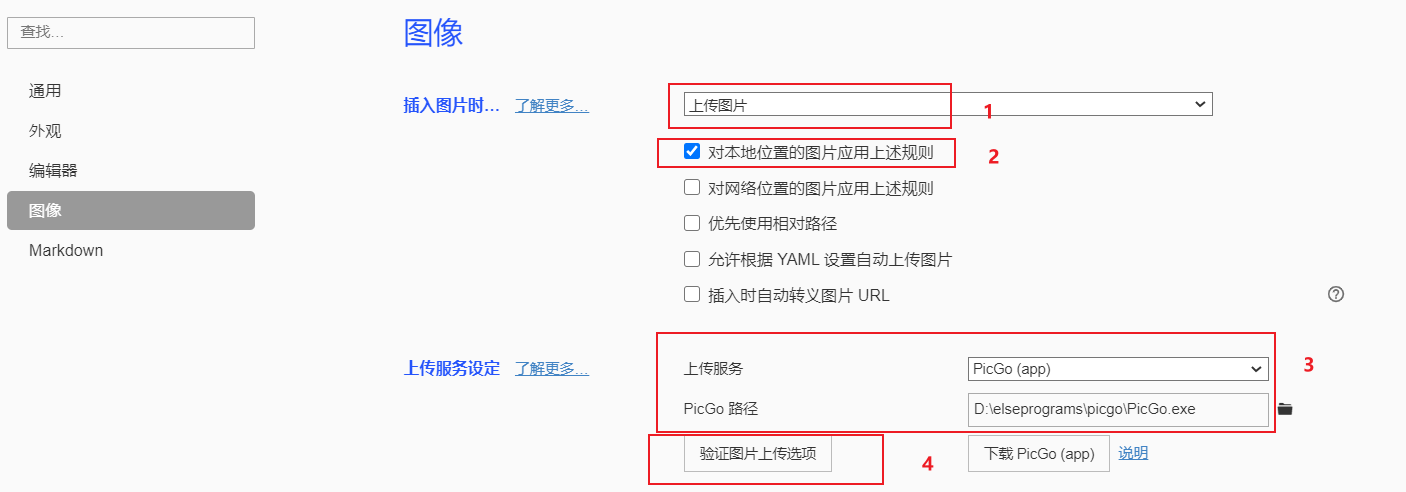 查找...
通用
外观
编辑器
图像
Markdown
图像
插入图片时... 了解更多... 上传图片 1
对本地位置的图片应用上述规则 2
对网络位置的图片应用上述规则
优先使用相对路径
允许根据 YAML 设置自动上传图片
插入时自动转义图片 URL ?
上传服务设定 了解更多... 上传服务 PicGo (app) 3
PicGo 路径 D:\elseprograms\picgo\PicGo.exe
验证图片上传选项 4 下载 PicGo (app) 说明